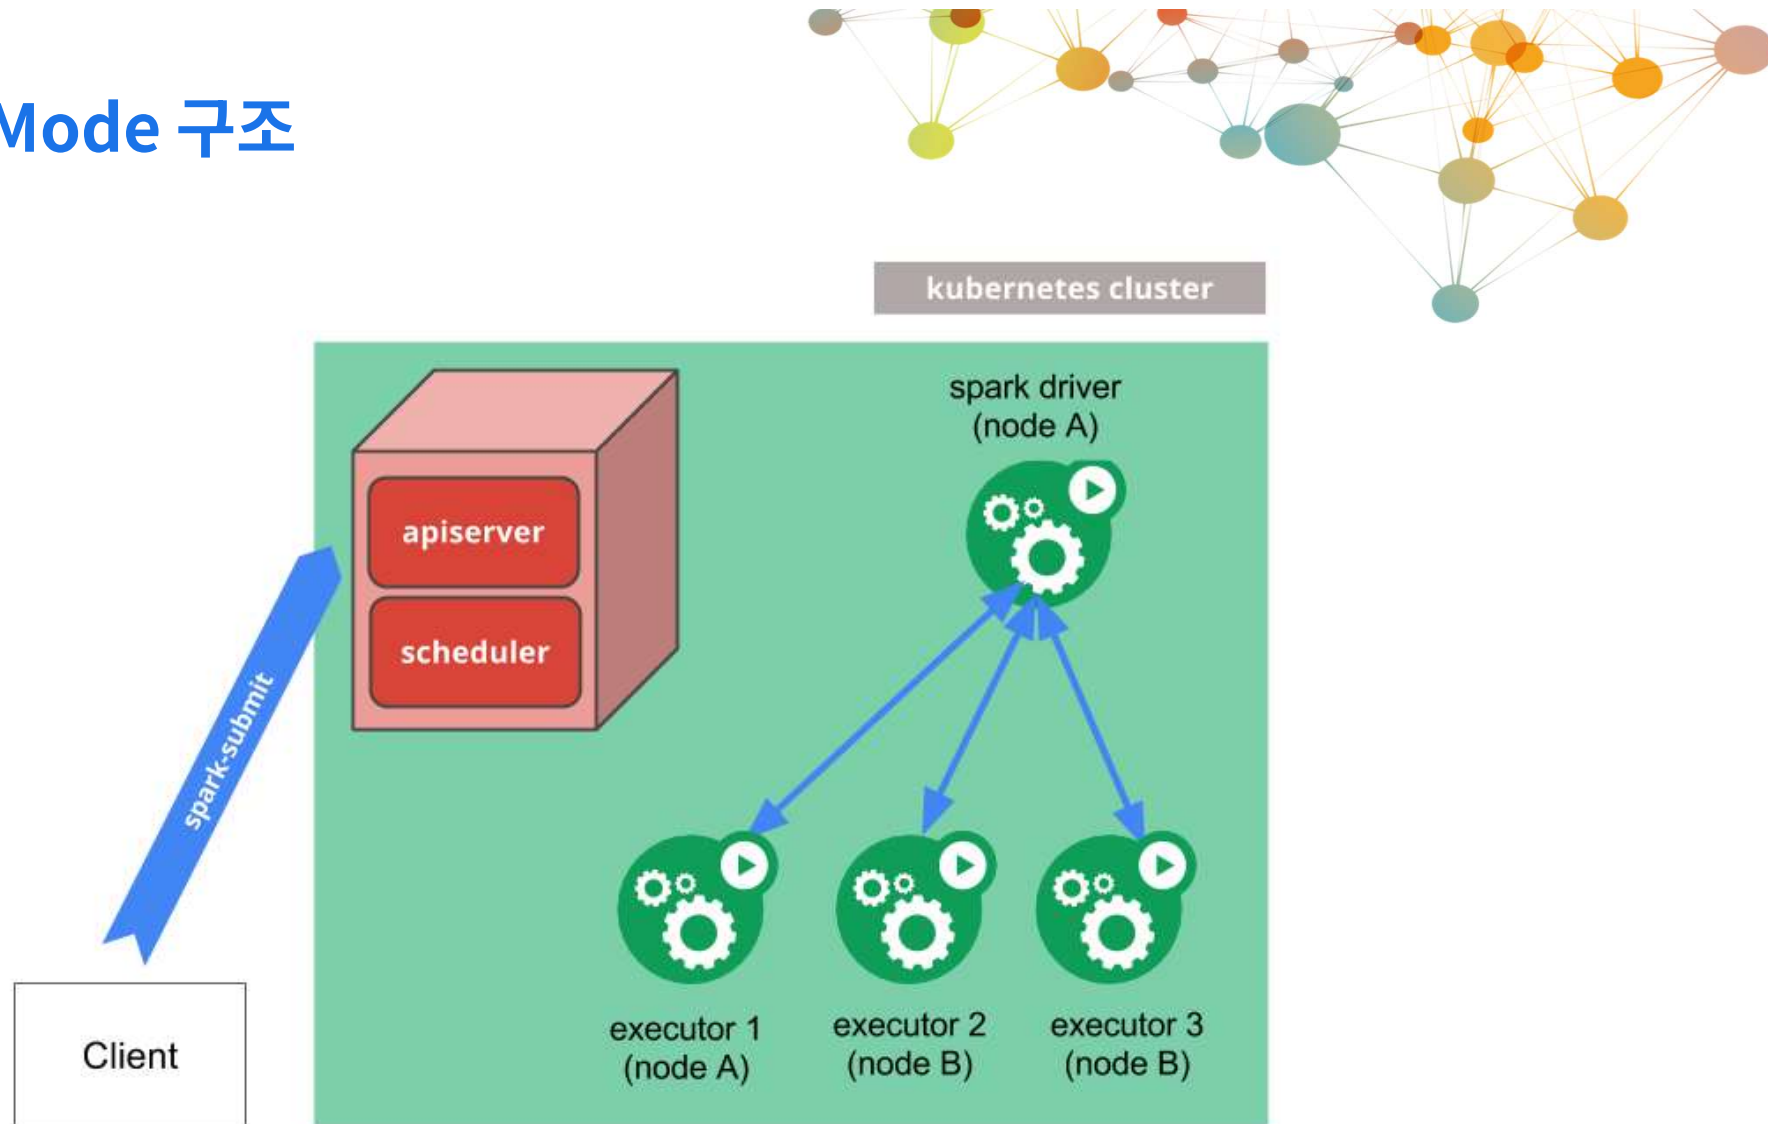 Mode 구조
kubernetes cluster
spark driver
(node A)
apiserver
scheduler
spark-submit
executor 1
(node A)
executor 2
(node B)
executor 3
(node B)
Client